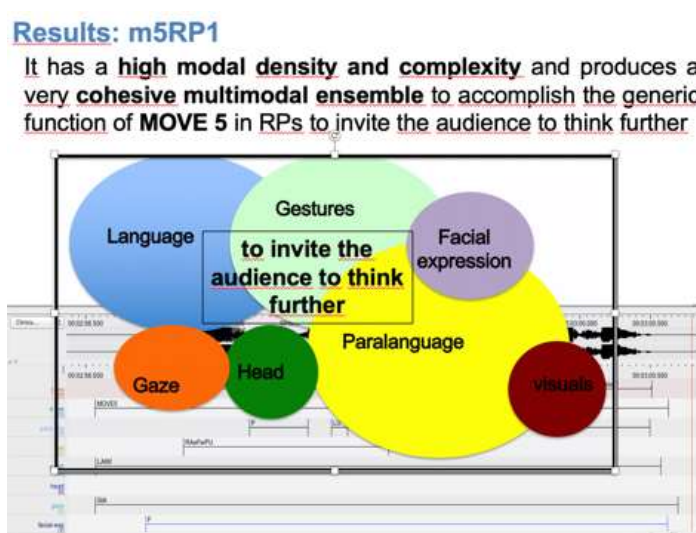 Results: m5RP1
It has a high modal density and complexity and produces a
very cohesive multimodal ensemble to accomplish the generic
function of MOVE 5 in RPs to invite the audience to think further
Gestures
Language
Facial
expression
to invite the
audience to think
further
Paralanguage
Gaze
Head
visuals
MOVE5